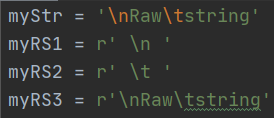 myStr = '\nRaw\tstring'
myRS1 = r' \n '
myRS2 = r' \t '
myRS3 = r'\nRaw\tstring'